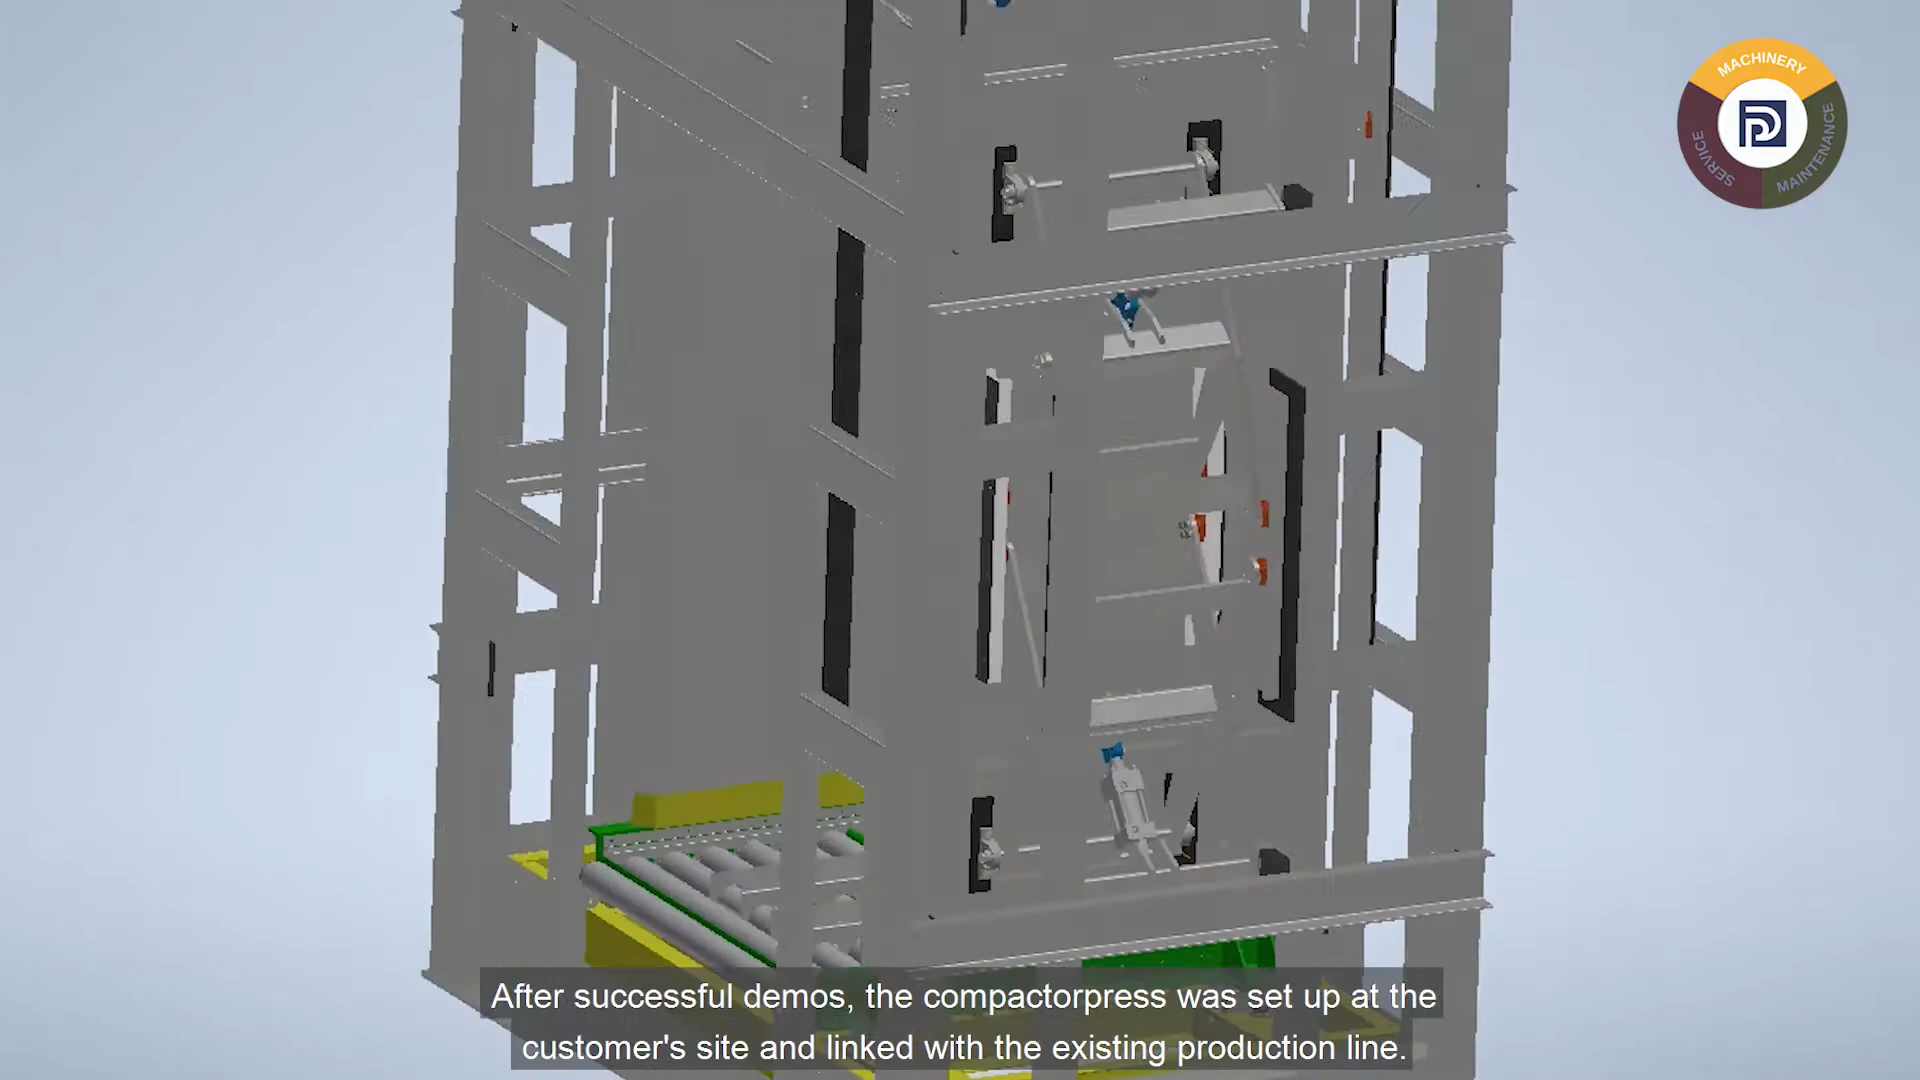 MACHINERY
SERVICE
MAINTENANCE
After successful demos, the compactorpress was set up at the
customer's site and linked with the existing production line.